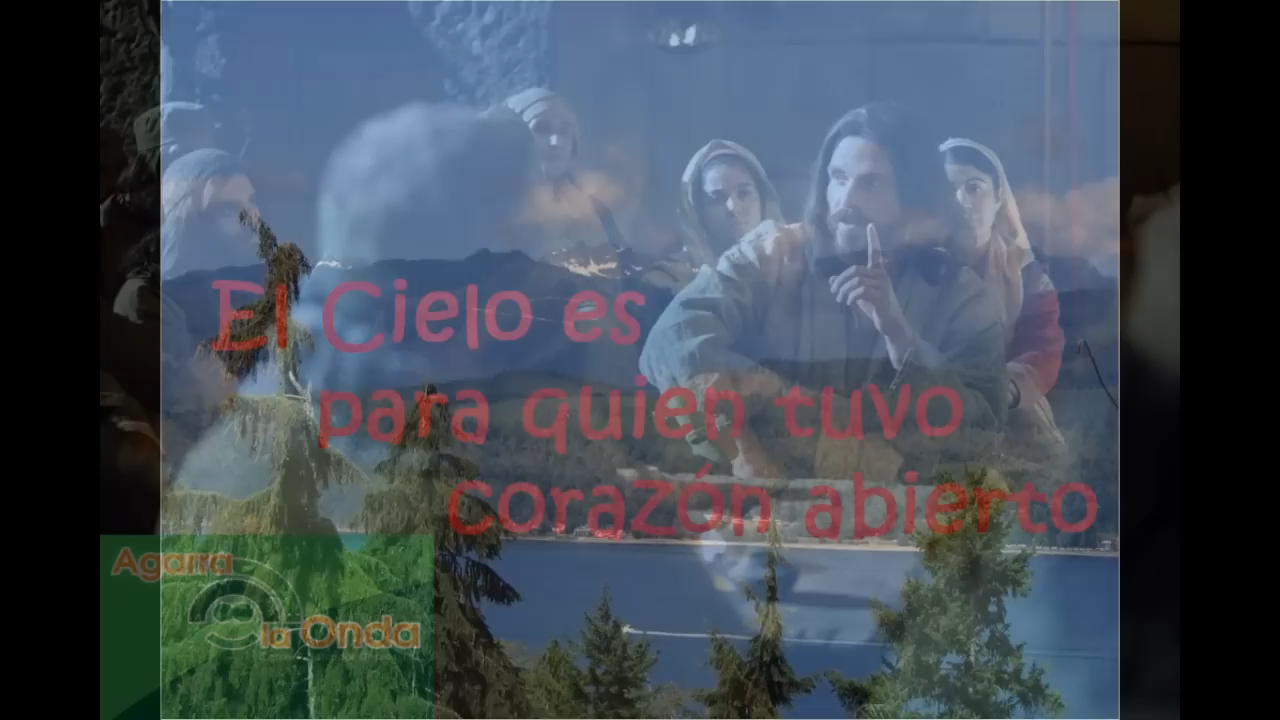 El Cielo es
para quien tuvo
corazón abierto
Agarra
la Onda